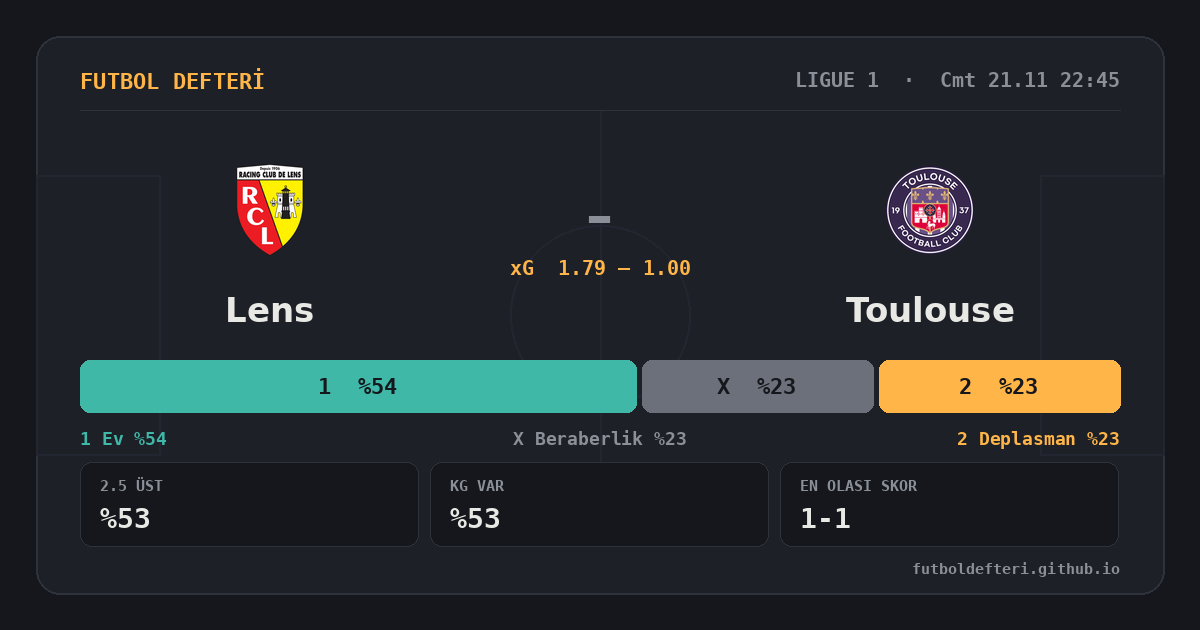 FUTBOL DEFTERİ
LIGUE 1 · Cmt 21.11 22:45
Depuis 1906
RACING CLUB DE LENS
R
C
L
TOULOUSE
19 37
FOOTBALL CLUB
–
xG 1.79 – 1.00
Lens
Toulouse
1 %54
X %23
2 %23
1 Ev %54
X Beraberlik %23
2 Deplasman %23
2.5 ÜST
%53
KG VAR
%53
EN OLASI SKOR
1-1
futboldefteri.github.io